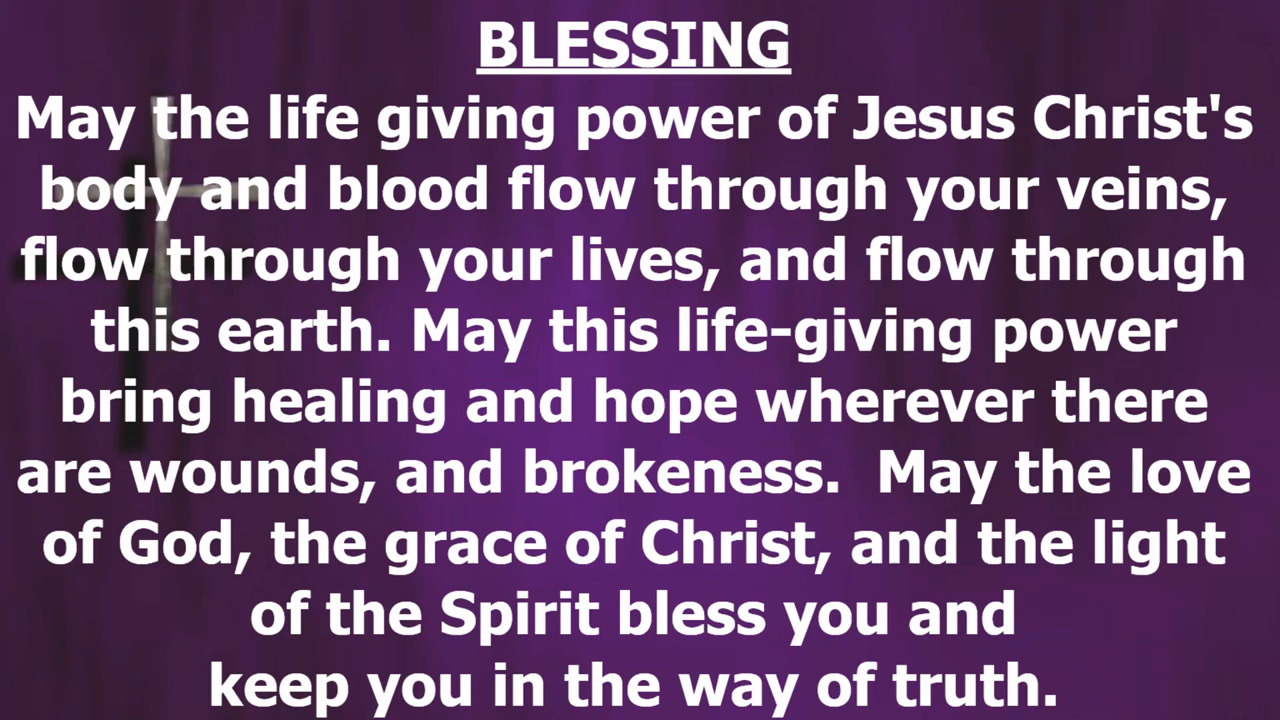 BLESSING
May the life giving power of Jesus Christ's
body and blood flow through your veins,
flow through your lives, and flow through
this earth. May this life-giving power
bring healing and hope wherever there
are wounds, and brokeness.  May the love
of God, the grace of Christ, and the light
of the Spirit bless you and
keep you in the way of truth.